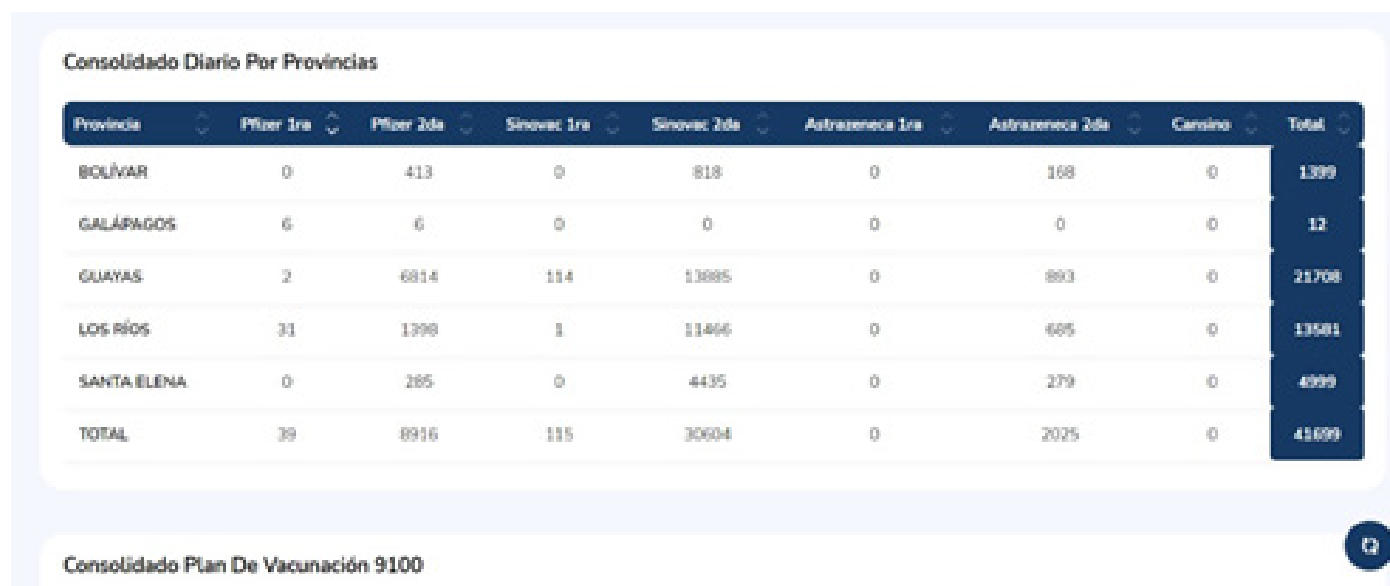 Consolidado Diario Por Provincias
Provincia Pfizer 1ra Pfizer 2da Sinovac 1ra Sinovac 2da Astrazeneca 1ra Astrazeneca 2da Cansino Total
BOLÍVAR 0 413 0 818 0 168 0 1399
GALÁPAGOS 6 6 0 0 0 0 0 12
GUAYAS 2 6814 114 13885 0 893 0 21708
LOS RÍOS 31 1398 1 11466 0 685 0 13581
SANTA ELENA 0 285 0 4435 0 279 0 4999
TOTAL 39 8916 115 30604 0 2025 0 41699
Consolidado Plan De Vacunación 9100